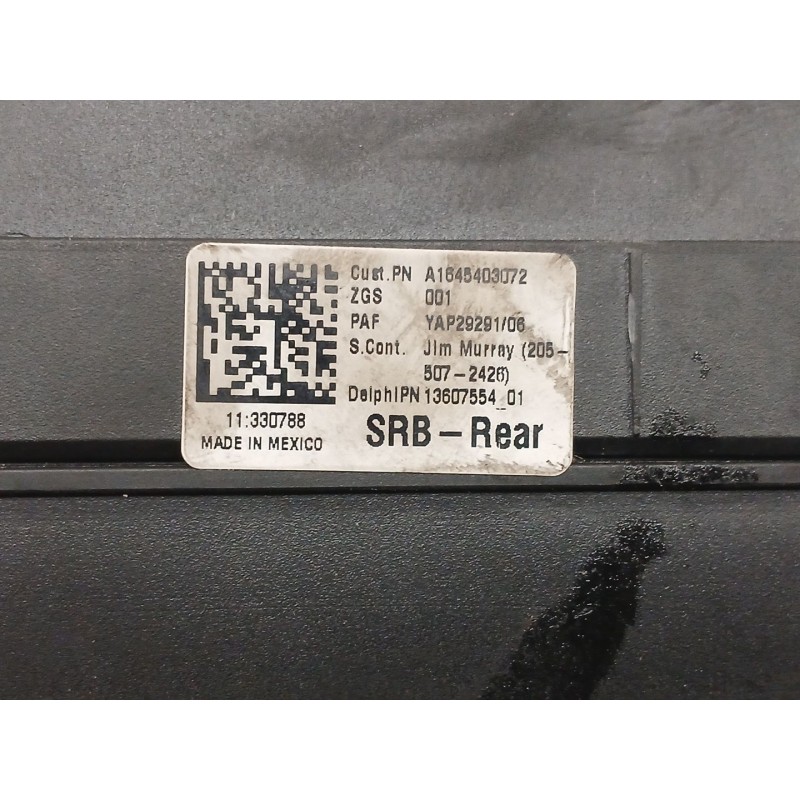 Cust.PN A1645403072
ZGS 001
PAF YAP29291/06
S.Cont. Jim Murray (205-
507-2426)
DelphiPN 13607554_01
11:330788
MADE IN MEXICO
SRB-Rear